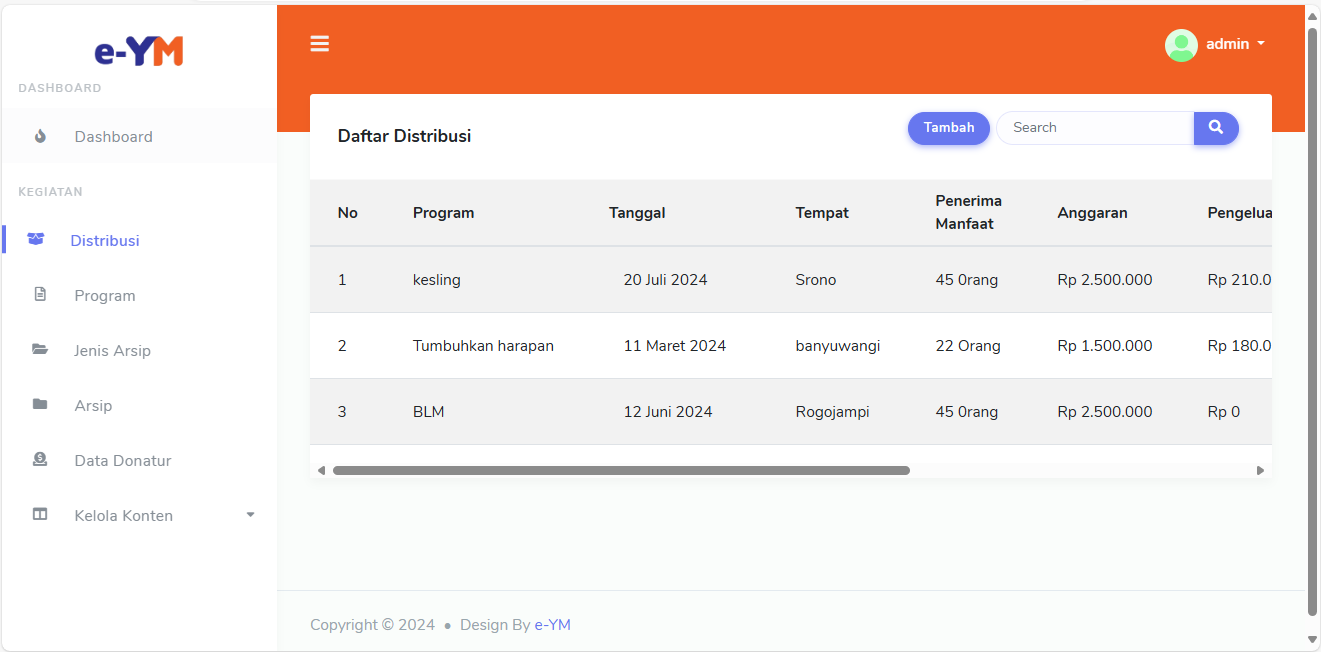 e-YM
admin
DASHBOARD
Dashboard
KEGIATAN
Distribusi
Program
Jenis Arsip
Arsip
Data Donatur
Kelola Konten
Daftar Distribusi
Tambah
Search
No Program Tanggal Tempat Penerima Manfaat Anggaran Pengelua
1 kesling 20 Juli 2024 Srono 45 0rang Rp 2.500.000 Rp 210.0
2 Tumbuhkan harapan 11 Maret 2024 banyuwangi 22 Orang Rp 1.500.000 Rp 180.0
3 BLM 12 Juni 2024 Rogojampi 45 0rang Rp 2.500.000 Rp 0
Copyright © 2024 • Design By e-YM